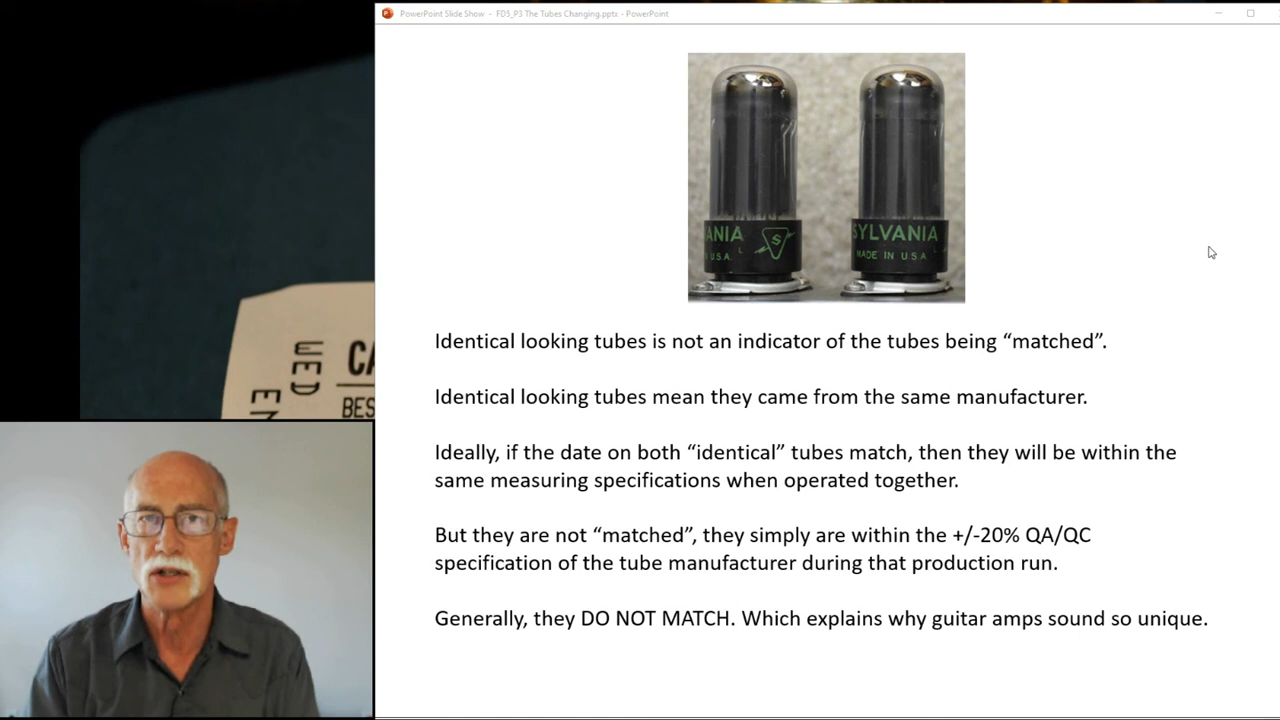 PowerPoint Slide Show - FD5_P3 The Tubes Changing.pptx - PowerPoint
ANIA
U.S.A.
S
L
SYLVANIA
MADE IN U.S.A
L
WED
EN
CA
BES
Identical looking tubes is not an indicator of the tubes being “matched”.
Identical looking tubes mean they came from the same manufacturer.
Ideally, if the date on both “identical” tubes match, then they will be within the
same measuring specifications when operated together.
But they are not “matched”, they simply are within the +/-20% QA/QC
specification of the tube manufacturer during that production run.
Generally, they DO NOT MATCH. Which explains why guitar amps sound so unique.